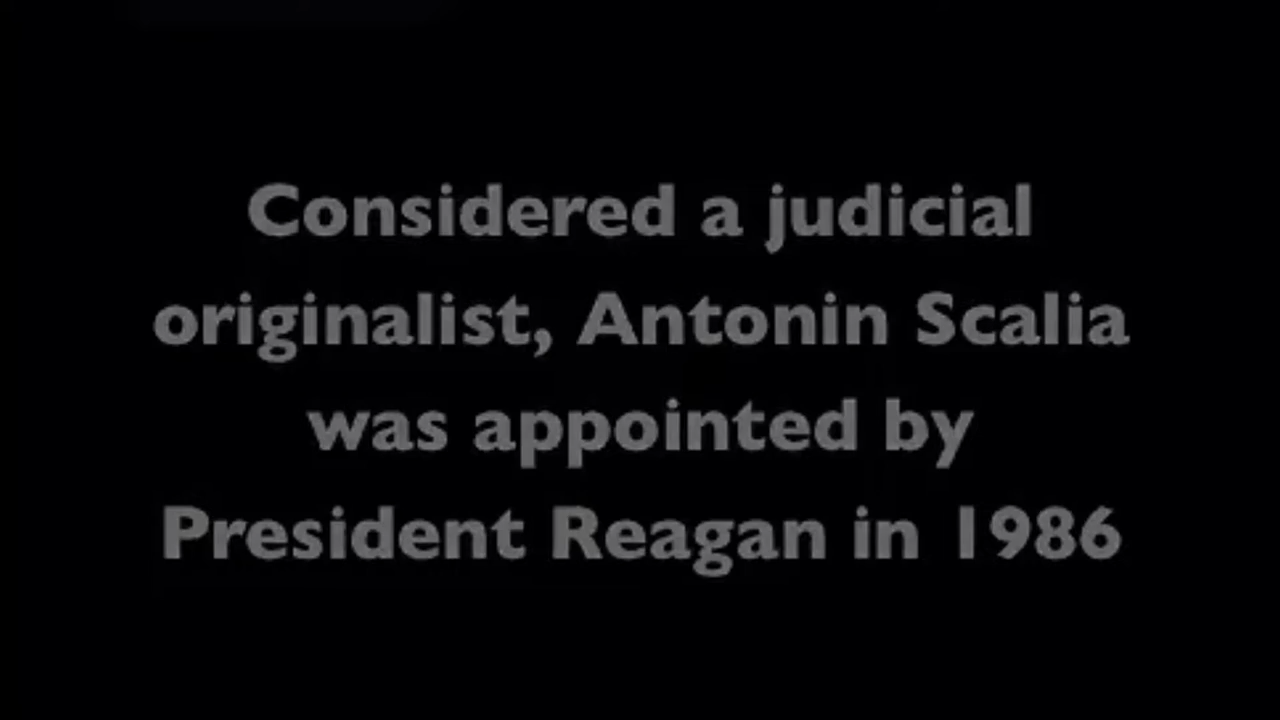 Considered a judicial
originalist, Antonin Scalia
was appointed by
President Reagan in 1986